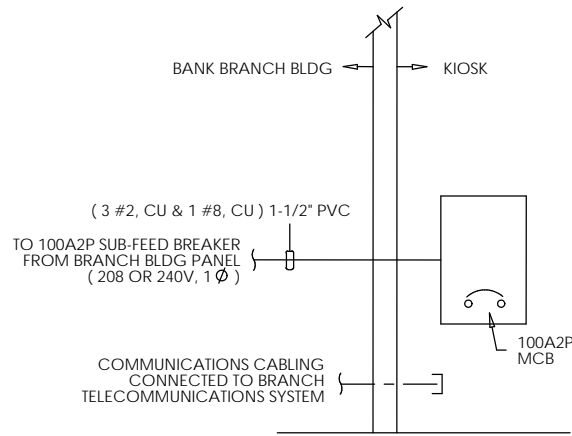 BANK BRANCH BLDG
KIOSK
( 3 #2, CU & 1 #8, CU ) 1-1/2" PVC
TO 100A2P SUB-FEED BREAKER
FROM BRANCH BLDG PANEL
( 208 OR 240V, 1 Ø )
100A2P
MCB
COMMUNICATIONS CABLING
CONNECTED TO BRANCH
TELECOMMUNICATIONS SYSTEM